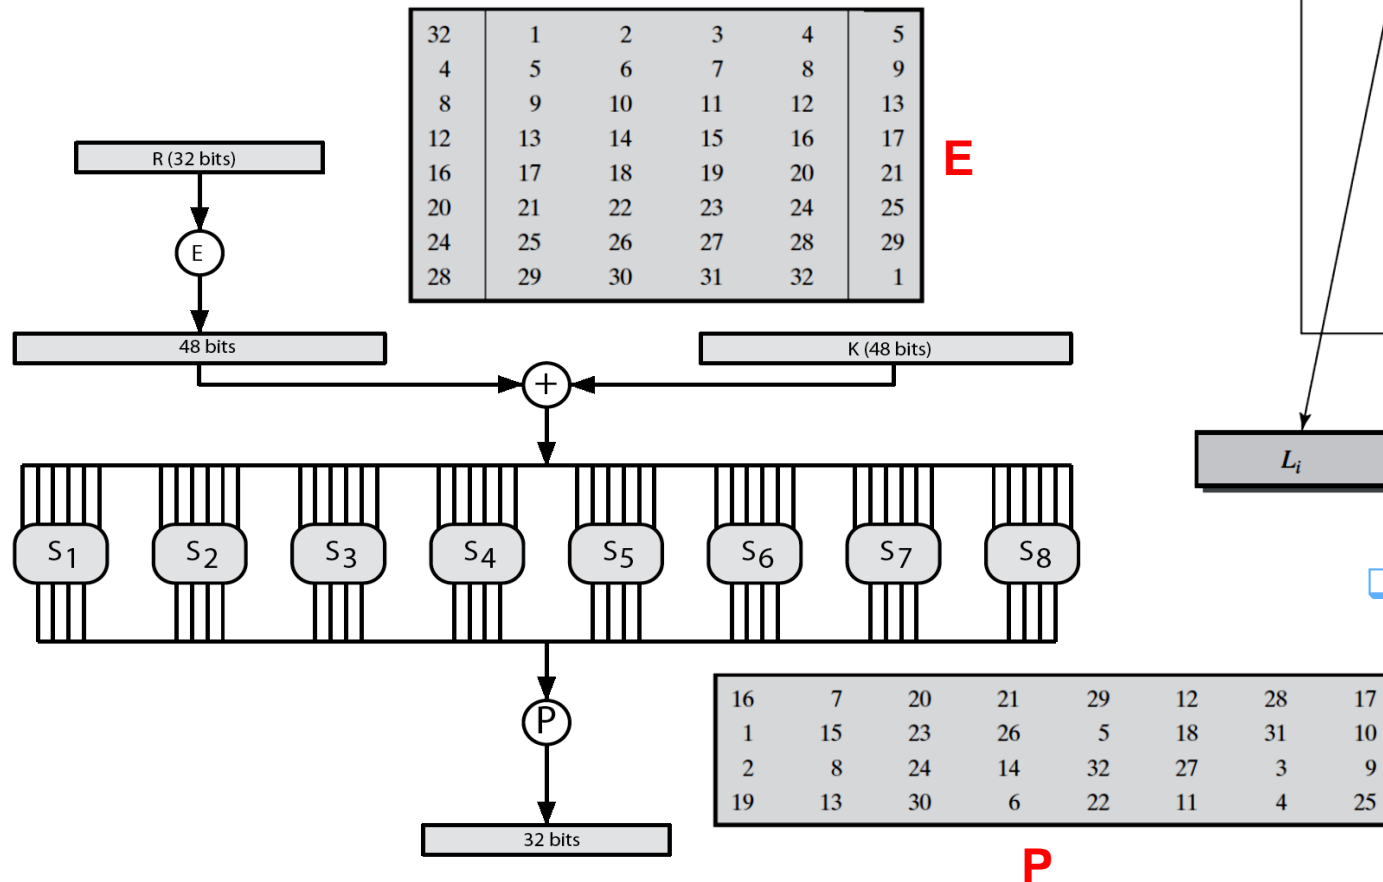 32 1 2 3 4 5
4 5 6 7 8 9
8 9 10 11 12 13
12 13 14 15 16 17
16 17 18 19 20 21
20 21 22 23 24 25
24 25 26 27 28 29
28 29 30 31 32 1
E
R (32 bits)
E
48 bits
K (48 bits)
+
L_i
S1 S2 S3 S4 S5 S6 S7 S8
P
32 bits
16 7 20 21 29 12 28 17
1 15 23 26 5 18 31 10
2 8 24 14 32 27 3 9
19 13 30 6 22 11 4 25
P